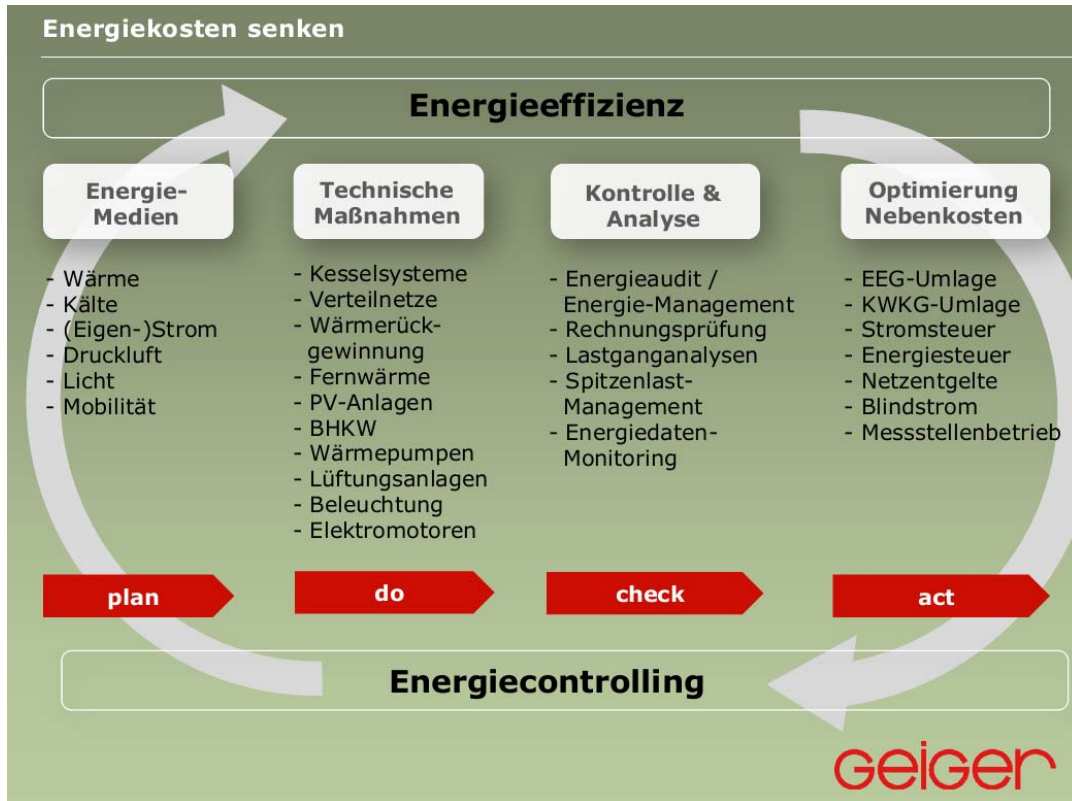 Energiekosten senken
Energieeffizienz
Energie-
Medien
- Wärme
- Kälte
- (Eigen-)Strom
- Druckluft
- Licht
- Mobilität
plan
Technische
Maßnahmen
- Kesselsysteme
- Verteilnetze
- Wärmerück-
gewinnung
- Fernwärme
- PV-Anlagen
- BHKW
- Wärmepumpen
- Lüftungsanlagen
- Beleuchtung
- Elektromotoren
do
Kontrolle &
Analyse
- Energieaudit /
Energie-Management
- Rechnungsprüfung
- Lastganganalysen
- Spitzenlast-
Management
- Energiedaten-
Monitoring
check
Optimierung
Nebenkosten
- EEG-Umlage
- KWKG-Umlage
- Stromsteuer
- Energiesteuer
- Netzentgelte
- Blindstrom
- Messstellenbetrieb
act
Energiecontrolling
Geiger